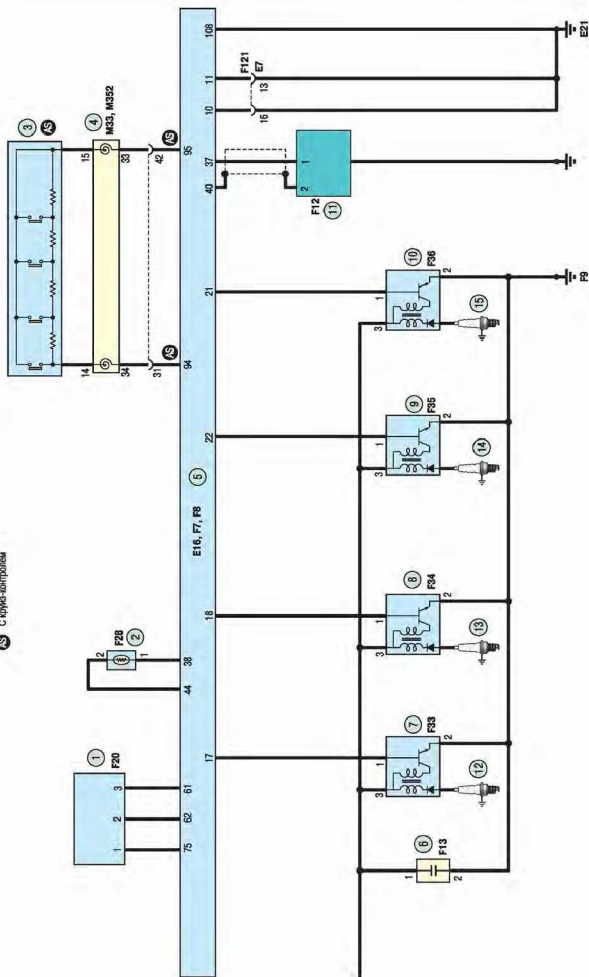 AS С круиз-контролем
3 AS
4 M33, M352
14 15
34 33
31 42
AS AS
1 F20
1 2 3
75 62 61
F28 2
2 1
44 38
94 95
E16, F7, F8 5
17 18 22 21 40 37 10 11 108
F121
E7
16 13
2 1
F12 11
E21
6 F13
1 2
7 F33
1 2 3
8 F34
1 2 3
9 F35
1 2 3
10 F36
1 2 3
12 13 14 15
F9